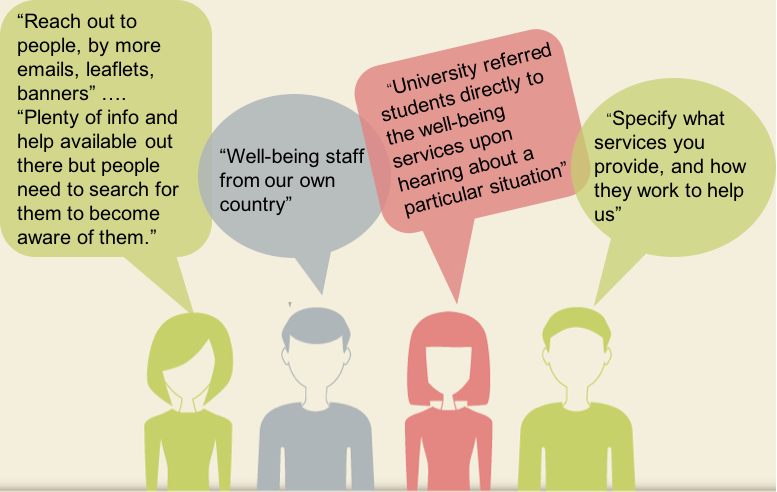 “Reach out to
people, by more
emails, leaflets,
banners” ….
“Plenty of info and
help available out
there but people
need to search for
them to become
aware of them.”
“Well-being staff
from our own
country”
“University referred
students directly to
the well-being
services upon
hearing about a
particular situation”
“Specify what
services you
provide, and how
they work to help
us”